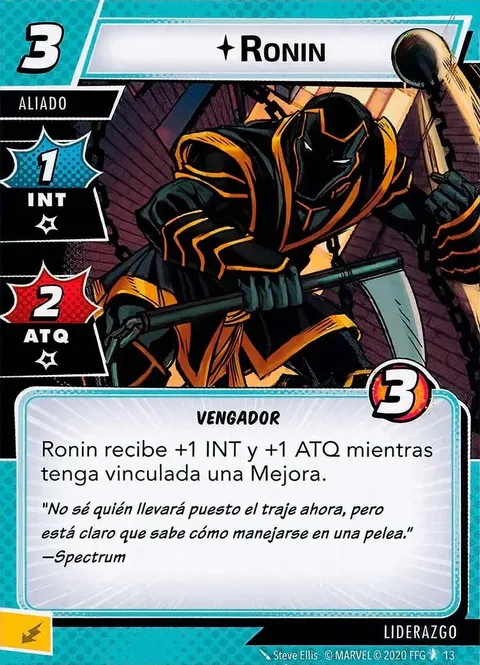 3
Ronin
ALIADO
1
INT
2
ATQ
3
VENGADOR
Ronin recibe +1 INT y +1 ATQ mientras
tenga vinculada una Mejora.
"No sé quién llevará puesto el traje ahora, pero
está claro que sabe cómo manejarse en una pelea."
—Spectrum
LIDERAZGO
Steve Ellis © MARVEL © 2020 FFG 13